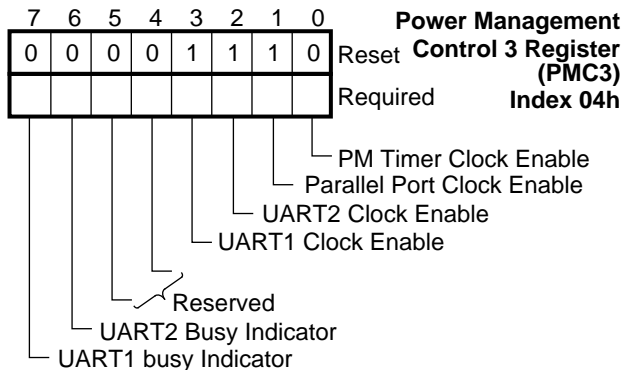 7 6 5 4 3 2 1 0
Power Management
0 0 0 0 1 1 1 0 Reset Control 3 Register
(PMC3)
Required Index 04h
PM Timer Clock Enable
Parallel Port Clock Enable
UART2 Clock Enable
UART1 Clock Enable
Reserved
UART2 Busy Indicator
UART1 busy Indicator